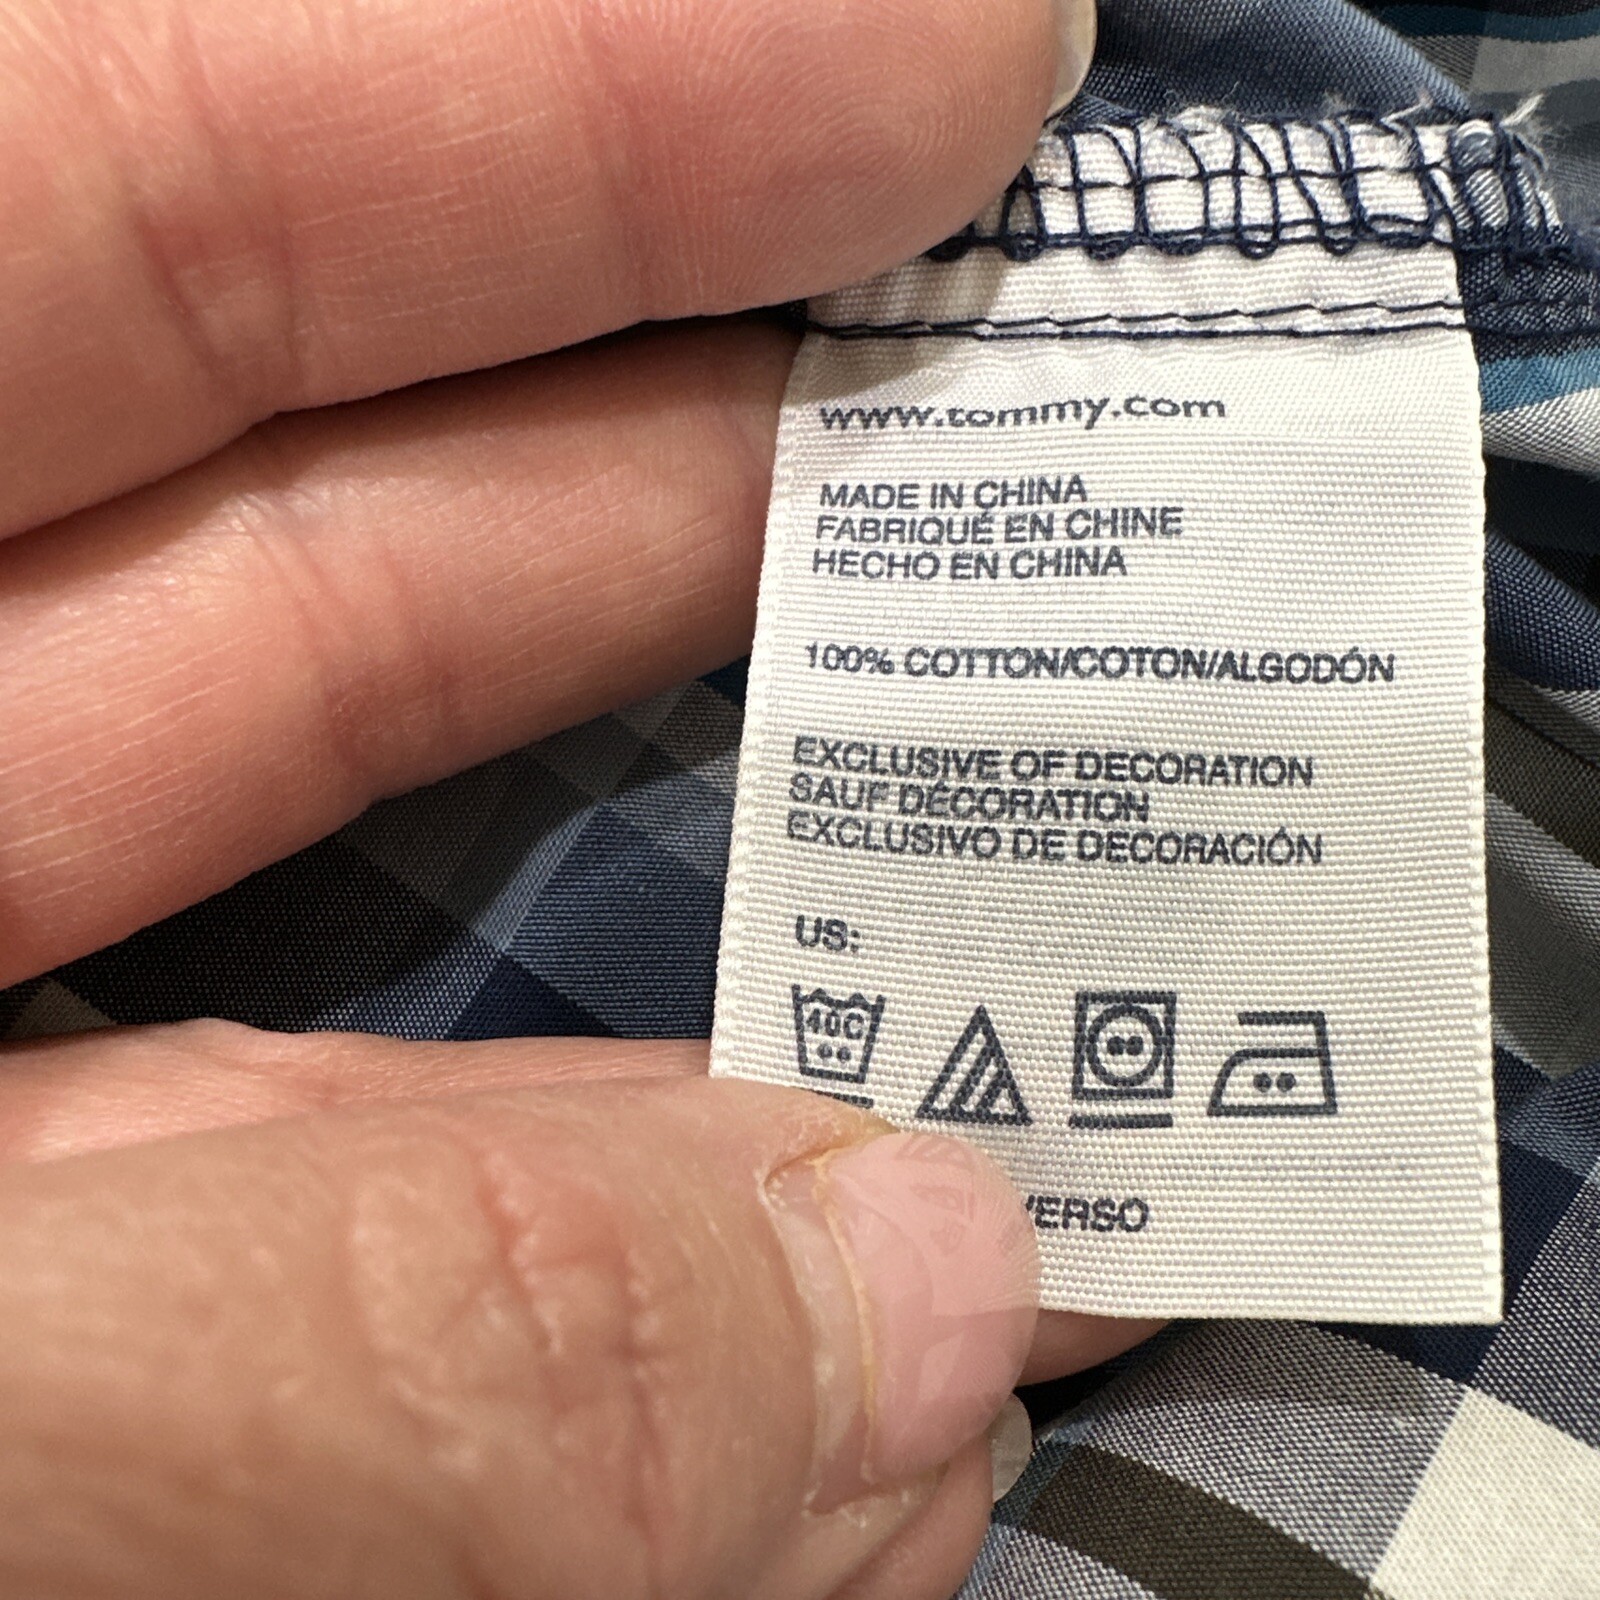 www.tommy.com
MADE IN CHINA
FABRIQUÉ EN CHINE
HECHO EN CHINA
100% COTTON/COTON/ALGODÓN
EXCLUSIVE OF DECORATION
SAUF DÉCORATION
EXCLUSIVO DE DECORACIÓN
US:
40C
VERSO